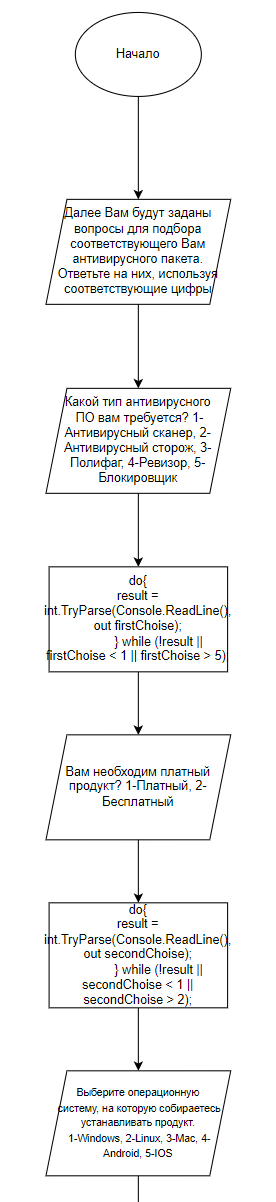 Начало
Далее Вам будут заданы
вопросы для подбора
соответствующего Вам
антивирусного пакета.
Ответьте на них, используя
соответствующие цифры
Какой тип антивирусного
ПО вам требуется? 1-
Антивирусный сканер, 2-
Антивирусный сторож, 3-
Полифаг, 4-Ревизор, 5-
Блокировщик
do{
result =
int.TryParse(Console.ReadLine(),
out firstChoise);
} while (!result ||
firstChoise < 1 || firstChoise > 5)
Вам необходим платный
продукт? 1-Платный, 2-
Бесплатный
do{
result =
int.TryParse(Console.ReadLine(),
out secondChoise);
} while (!result ||
secondChoise < 1 ||
secondChoise > 2);
Выберите операционную
систему, на которую собираетесь
устанавливать продукт.
1-Windows, 2-Linux, 3-Mac, 4-
Android, 5-IOS